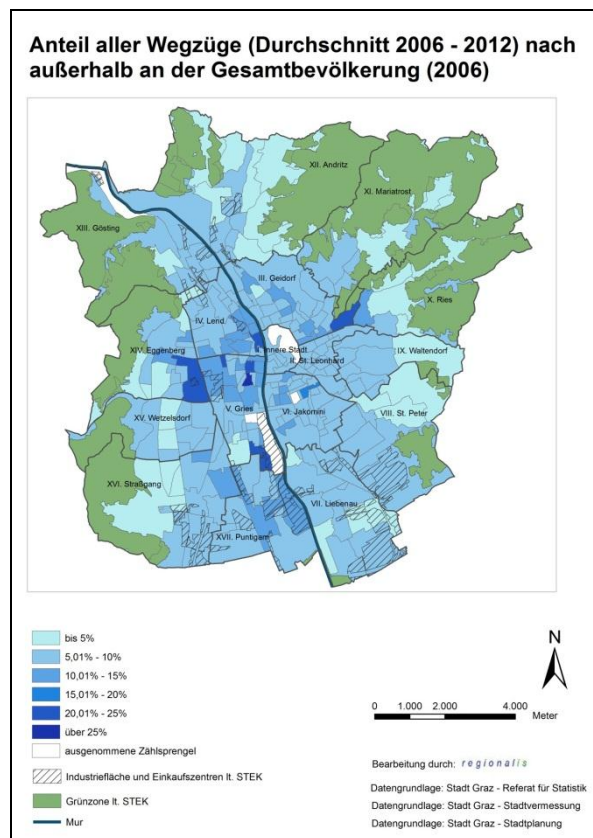 Anteil aller Wegzüge (Durchschnitt 2006 - 2012) nach
außerhalb an der Gesamtbevölkerung (2006)
XII. Andritz
XI. Mariatrost
XIII. Gösting
III. Geidorf
X. Ries
IV. Lend
Innere Stadt
II. St. Leonhard
IX. Waltendorf
XIV. Eggenberg
V. Gries
VI. Jakomini
VIII. St. Peter
XV. Wetzelsdorf
XVI. Straßgang
VII. Liebenau
XVII. Puntigam
bis 5%
5,01% - 10%
10,01% - 15%
15,01% - 20%
20,01% - 25%
über 25%
ausgenommene Zählsprengel
Industriefläche und Einkaufszentren lt. STEK
Grünzone lt. STEK
Mur
N
0 1.000 2.000 4.000
Meter
Bearbeitung durch: regionalis
Datengrundlage: Stadt Graz - Referat für Statistik
Datengrundlage: Stadt Graz - Stadtvermessung
Datengrundlage: Stadt Graz - Stadtplanung